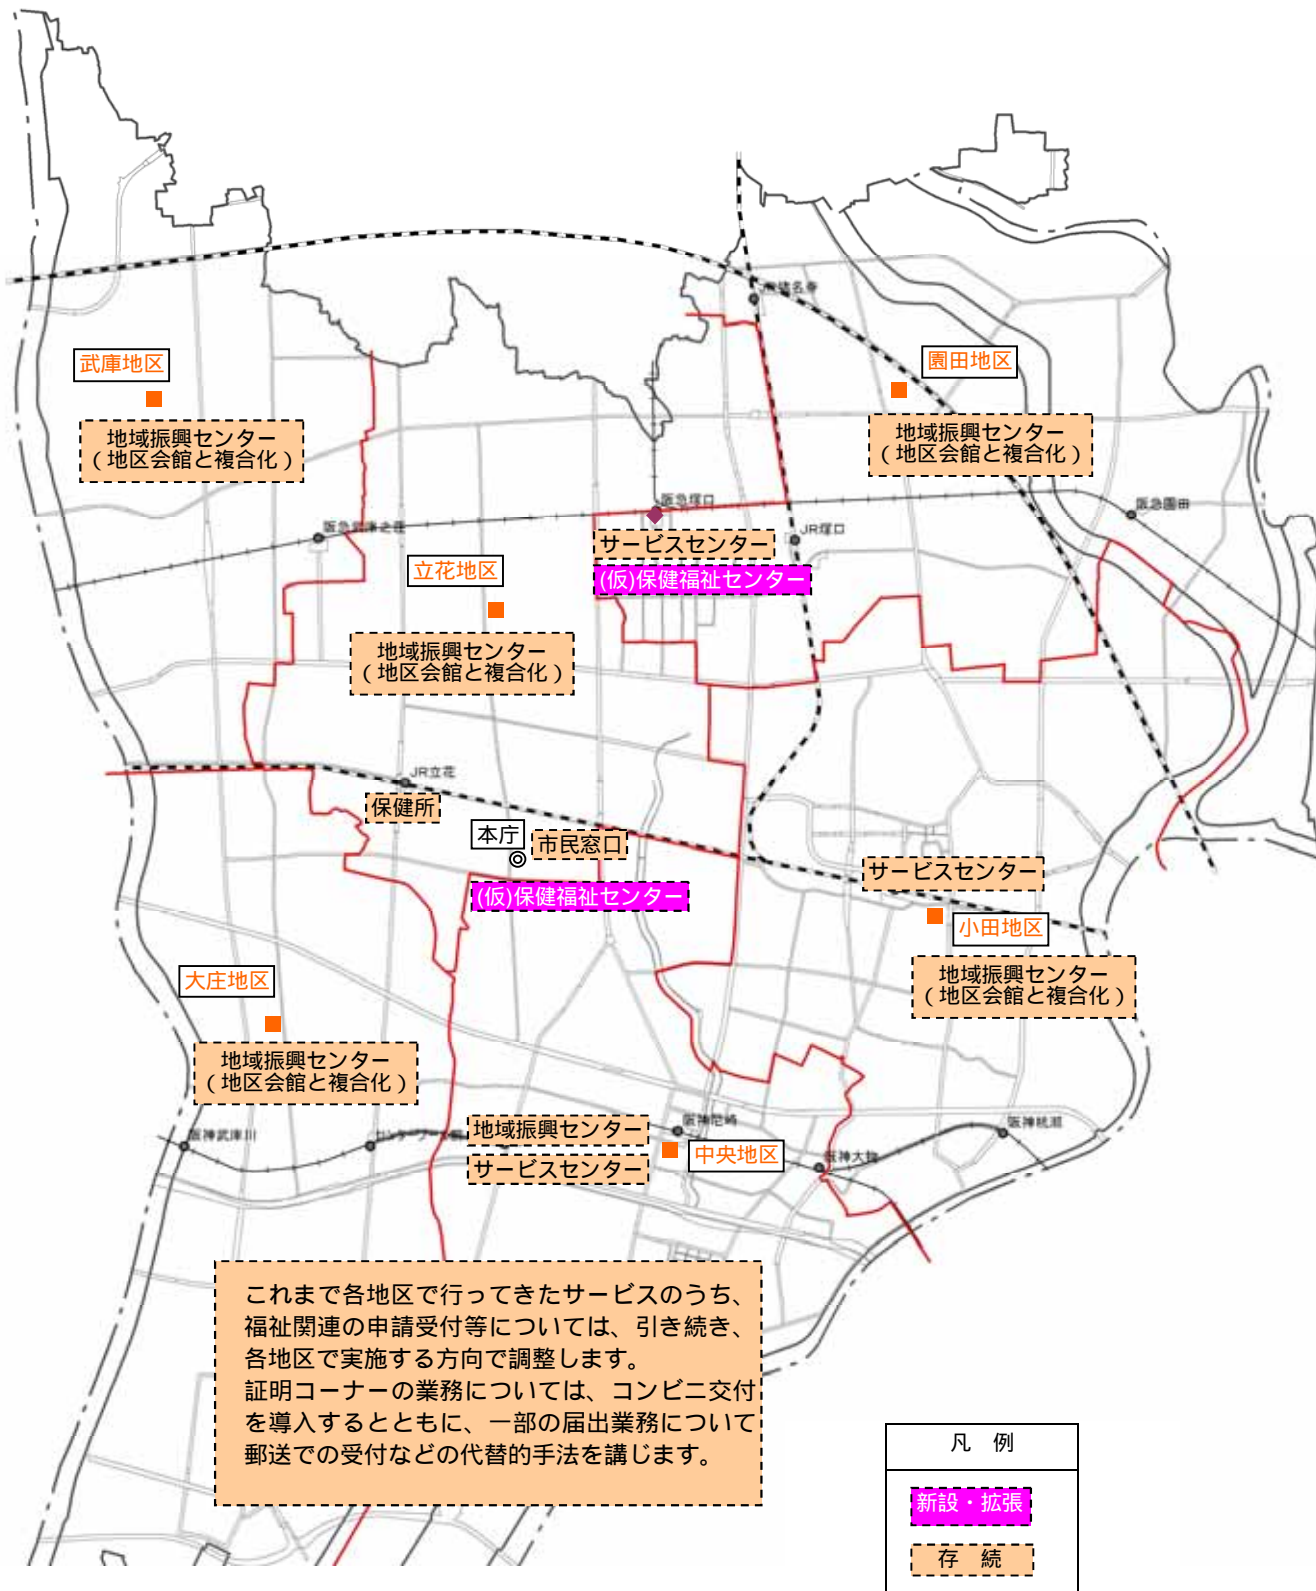 武庫地区
地域振興センター
（地区会館と複合化）
園田地区
地域振興センター
（地区会館と複合化）
阪急塚口
阪急園田
JR塚口
サービスセンター
(仮)保健福祉センター
立花地区
地域振興センター
（地区会館と複合化）
JR立花
保健所
本庁
市民窓口
(仮)保健福祉センター
サービスセンター
小田地区
地域振興センター
（地区会館と複合化）
大庄地区
地域振興センター
（地区会館と複合化）
阪神武庫川
地域振興センター
サービスセンター
阪神尼崎
中央地区
阪神大物
阪神杭瀬
これまで各地区で行ってきたサービスのうち、
福祉関連の申請受付等については、引き続き、
各地区で実施する方向で調整します。
証明コーナーの業務については、コンビニ交付
を導入するとともに、一部の届出業務について
郵送での受付などの代替的手法を講じます。
凡 例
新設・拡張
存 続